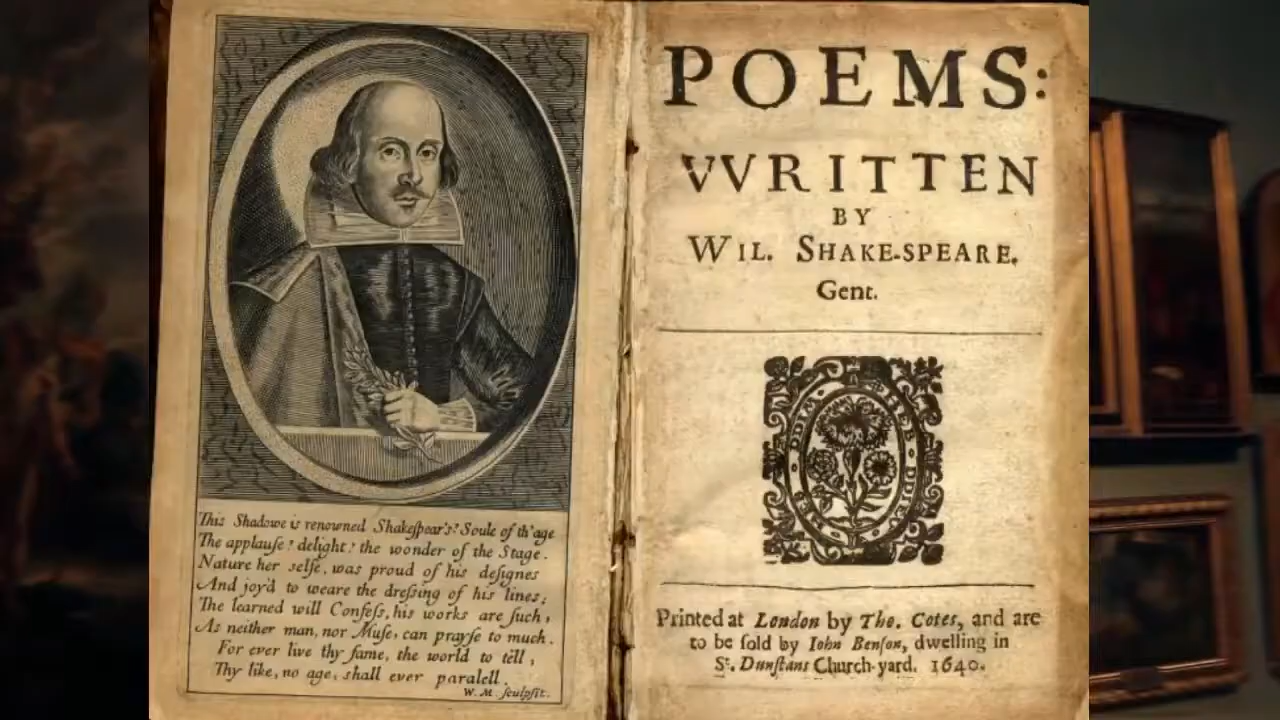 This Shadowe is renowned Shakeſpear's? Soule of th'age
The applauſe? delight? the wonder of the Stage.
Nature her ſelfe, was proud of his deſignes
And joy'd to weare the dreſſing of his lines;
The learned will Confeſs, his works are ſuch,
As neither man, nor Muſe, can prayſe to much.
For ever live thy fame, the world to tell,
Thy like, no age, shall ever paralell.
W.M. ſculpſit.
POEMS:
VVRITTEN
BY
WIL. SHAKE-SPEARE.
Gent.
Printed at London by Tho. Cotes, and are
to be ſold by Iohn Benſon, dwelling in
St. Dunſtans Church-yard. 1640.